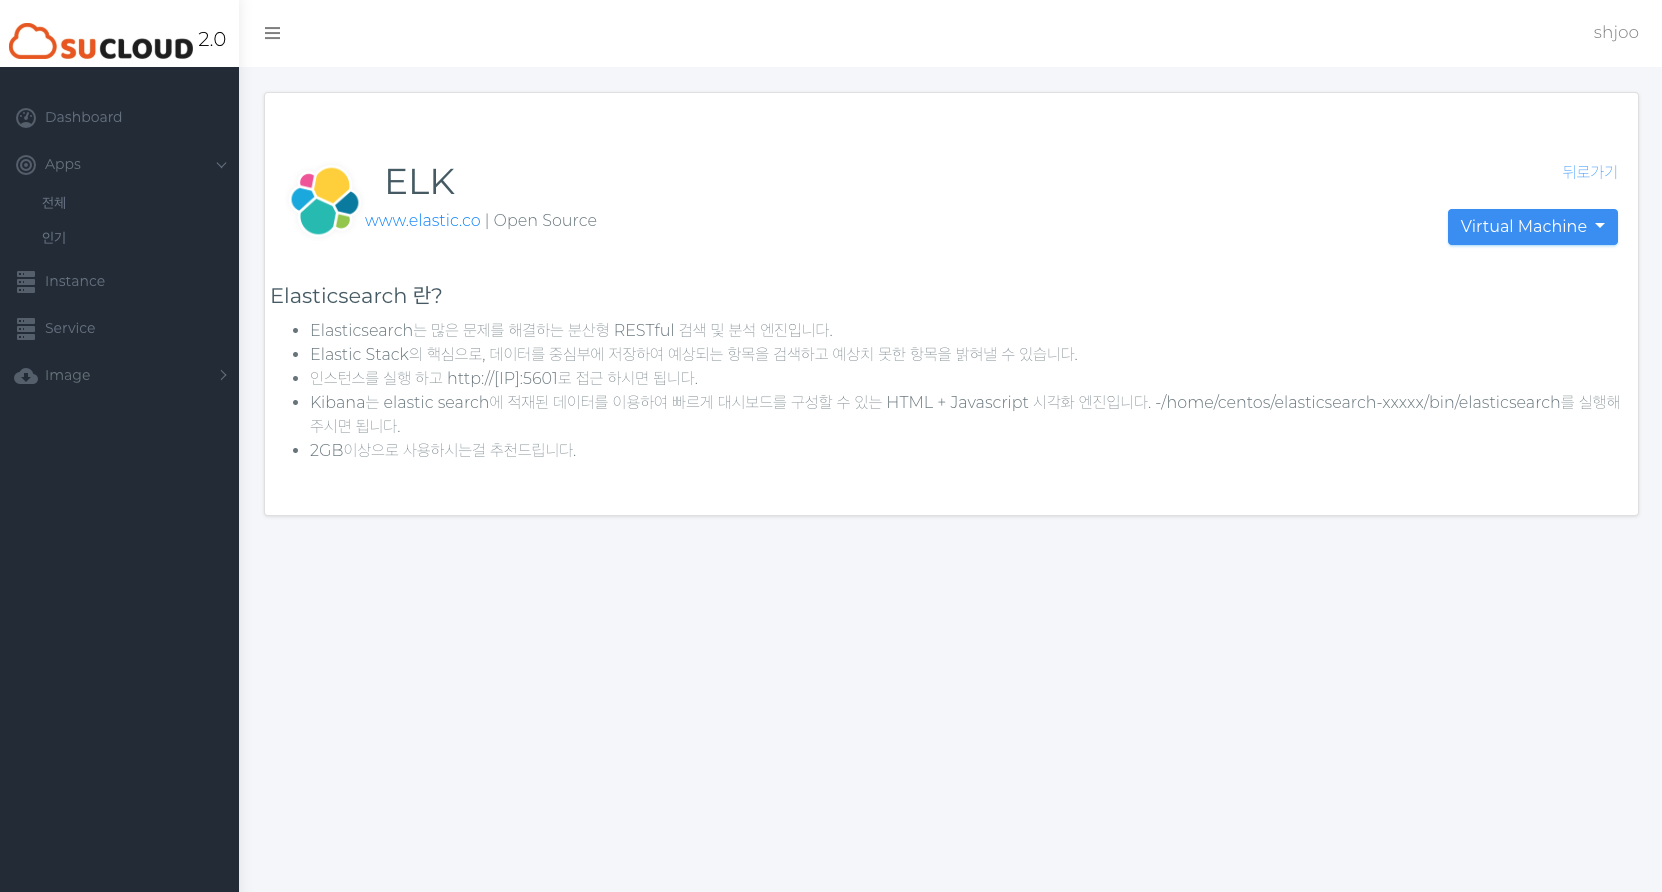 SUCLOUD 2.0
shjoo
Dashboard
Apps
전체
인기
Instance
Service
Image
ELK
뒤로가기
www.elastic.co | Open Source
Virtual Machine
Elasticsearch 란?
Elasticsearch는 많은 문제를 해결하는 분산형 RESTful 검색 및 분석 엔진입니다.
Elastic Stack의 핵심으로, 데이터를 중심부에 저장하여 예상되는 항목을 검색하고 예상치 못한 항목을 밝혀낼 수 있습니다.
인스턴스를 실행 하고 http://[IP]:5601로 접근 하시면 됩니다.
Kibana는 elastic search에 적재된 데이터를 이용하여 빠르게 대시보드를 구성할 수 있는 HTML + Javascript 시각화 엔진입니다. -/home/centos/elasticsearch-xxxxx/bin/elasticsearch를 실행해
주시면 됩니다.
2GB이상으로 사용하시는걸 추천드립니다.